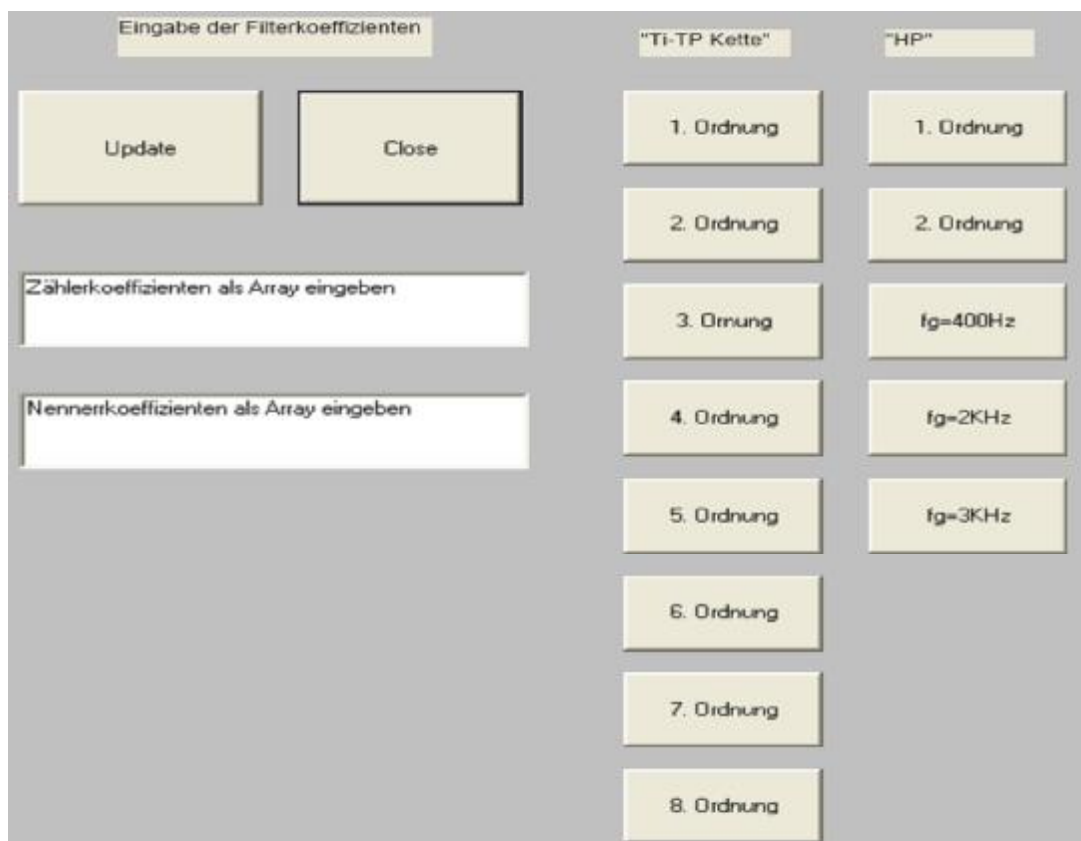 Eingabe der Filterkoeffizienten
"Ti-TP Kette"
"HP"
Update
Close
Zählerkoeffizienten als Array eingeben
Nennerrkoeffizienten als Array eingeben
1. Ordnung
2. Ordnung
3. Ornung
4. Ordnung
5. Ordnung
6. Ordnung
7. Ordnung
8. Ordnung
1. Ordnung
2. Ordnung
fg=400Hz
fg=2KHz
fg=3KHz